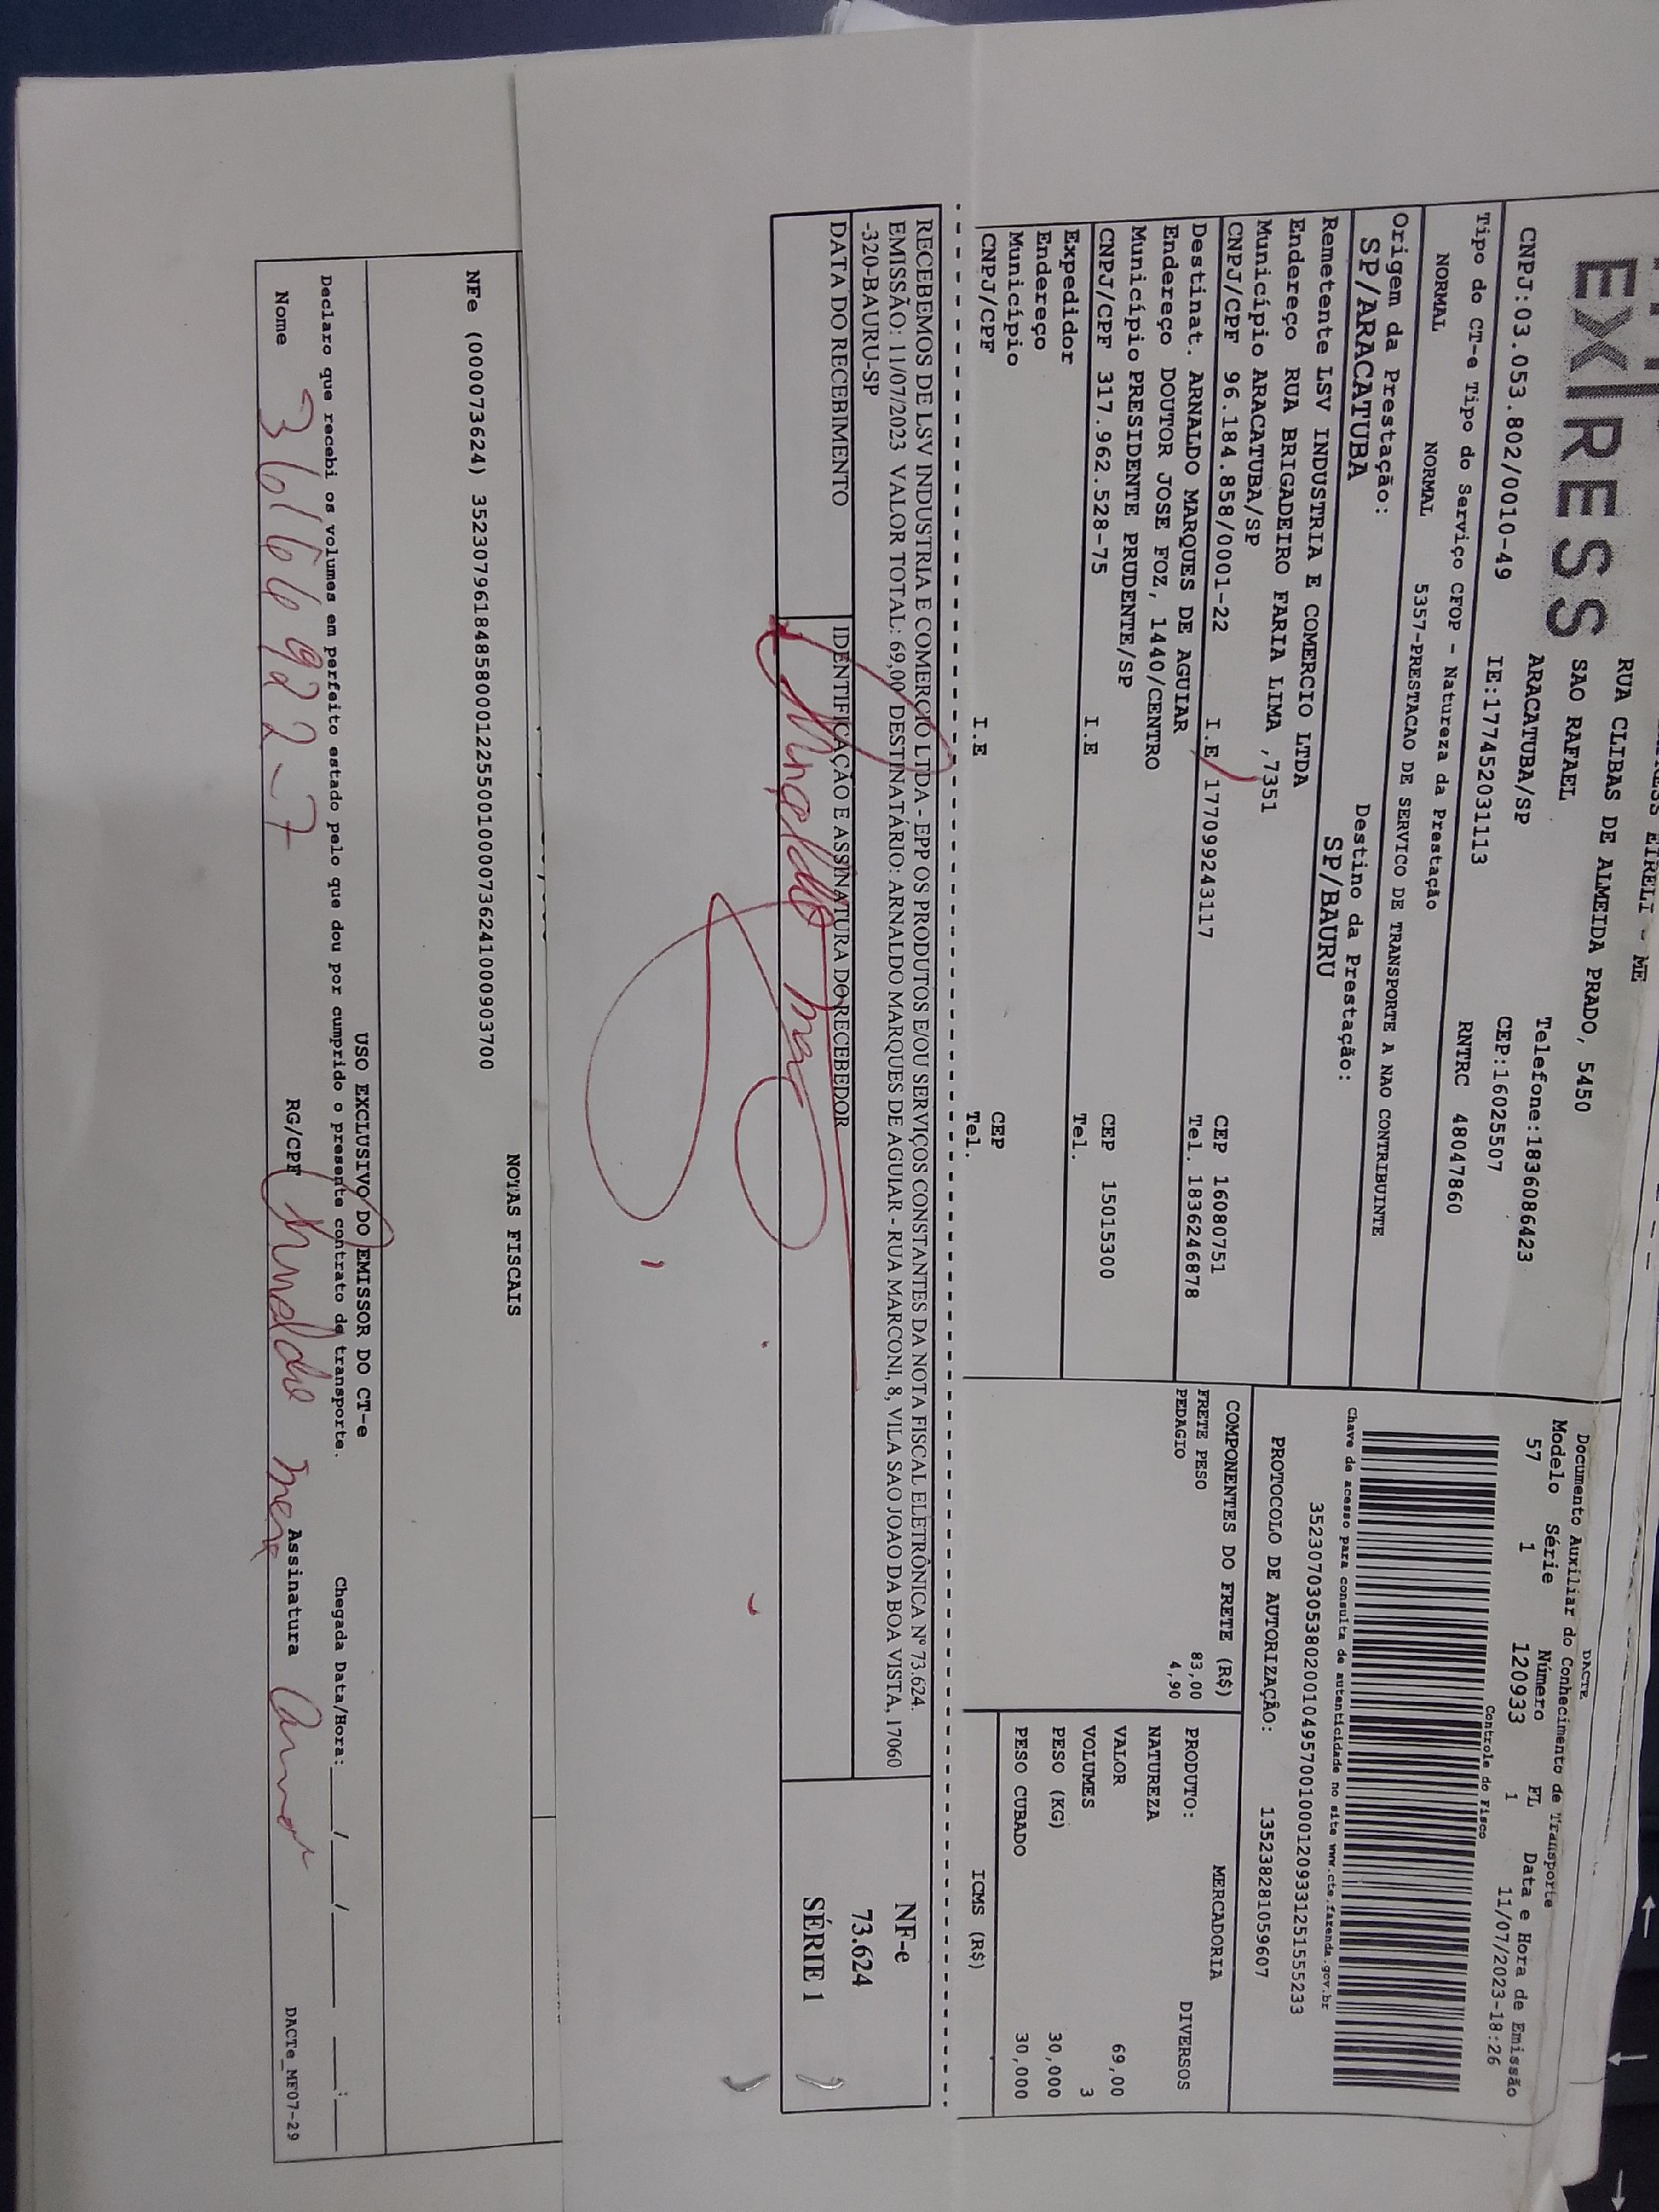 EIRELI - ME
EXPRESS
RUA CLIBAS DE ALMEIDA PRADO, 5450
SAO RAFAEL
ARACATUBA/SP
Telefone:1836086423
CNPJ:03.053.802/0010-49
IE:177452031113
CEP:16025507
RNTRC 48047860
Tipo do CT-e Tipo do Serviço CFOP - Natureza da Prestação
NORMAL NORMAL 5357-PRESTACAO DE SERVICO DE TRANSPORTE A NAO CONTRIBUINTE
Origem da Prestação:
SP/ARACATUBA
Destino da Prestação:
SP/BAURU
DACTE
Documento Auxiliar do Conhecimento de Transporte
Modelo Série Número FL Data e Hora de Emissão
57 1 120933 1 11/07/2023-18:26
Controle do Fisco
Chave de acesso para consulta de autenticidade no site www.cte.fazenda.gov.br
35230703053802001049570010001209331251555233
PROTOCOLO DE AUTORIZAÇÃO: 135238281059607
Remetente LSV INDUSTRIA E COMERCIO LTDA
Endereço RUA BRIGADEIRO FARIA LIMA ,7351
Município ARACATUBA/SP
CEP 16080751
CNPJ/CPF 96.184.858/0001-22 I.E 177099243117 Tel. 1836246878
Destinat. ARNALDO MARQUES DE AGUIAR
Endereço DOUTOR JOSE FOZ, 1440/CENTRO
Município PRESIDENTE PRUDENTE/SP
CEP 15015300
CNPJ/CPF 317.962.528-75 I.E Tel.
Expedidor
Endereço
Município CEP
CNPJ/CPF I.E Tel.
COMPONENTES DO FRETE (R$)
FRETE PESO 83,00
PEDAGIO 4,90
MERCADORIA
PRODUTO: DIVERSOS
NATUREZA
VALOR 69,00
VOLUMES 3
PESO (KG) 30,000
PESO CUBADO 30,000
ICMS (R$)
RECEBEMOS DE LSV INDUSTRIA E COMERCIO LTDA - EPP OS PRODUTOS E/OU SERVIÇOS CONSTANTES DA NOTA FISCAL ELETRÔNICA Nº 73.624.
EMISSÃO: 11/07/2023 VALOR TOTAL: 69,00 DESTINATÁRIO: ARNALDO MARQUES DE AGUIAR - RUA MARCONI, 8, VILA SAO JOAO DA BOA VISTA, 17060
-320-BAURU-SP
DATA DO RECEBIMENTO
IDENTIFICAÇÃO E ASSINATURA DO RECEBEDOR
Arnaldo
NF-e
73.624
SÉRIE 1
NOTAS FISCAIS
NFe (000073624) 35230796184858000122550010000736241000903700
USO EXCLUSIVO DO EMISSOR DO CT-e
Declaro que recebi os volumes em perfeito estado pelo que dou por cumprido o presente contrato de transporte.
Chegada Data/Hora:____/____/____ ___:___
Nome 36166922-7 RG/CPF Arnaldo Assinatura
DACTe_MF07-29